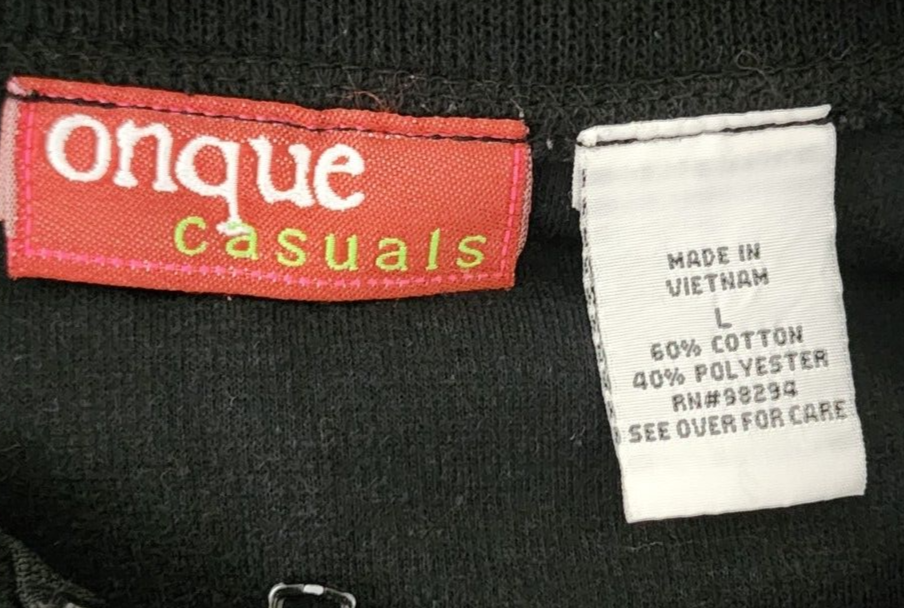 onque
casuals
MADE IN
VIETNAM
L
60% COTTON
40% POLYESTER
RN#98294
SEE OVER FOR CARE